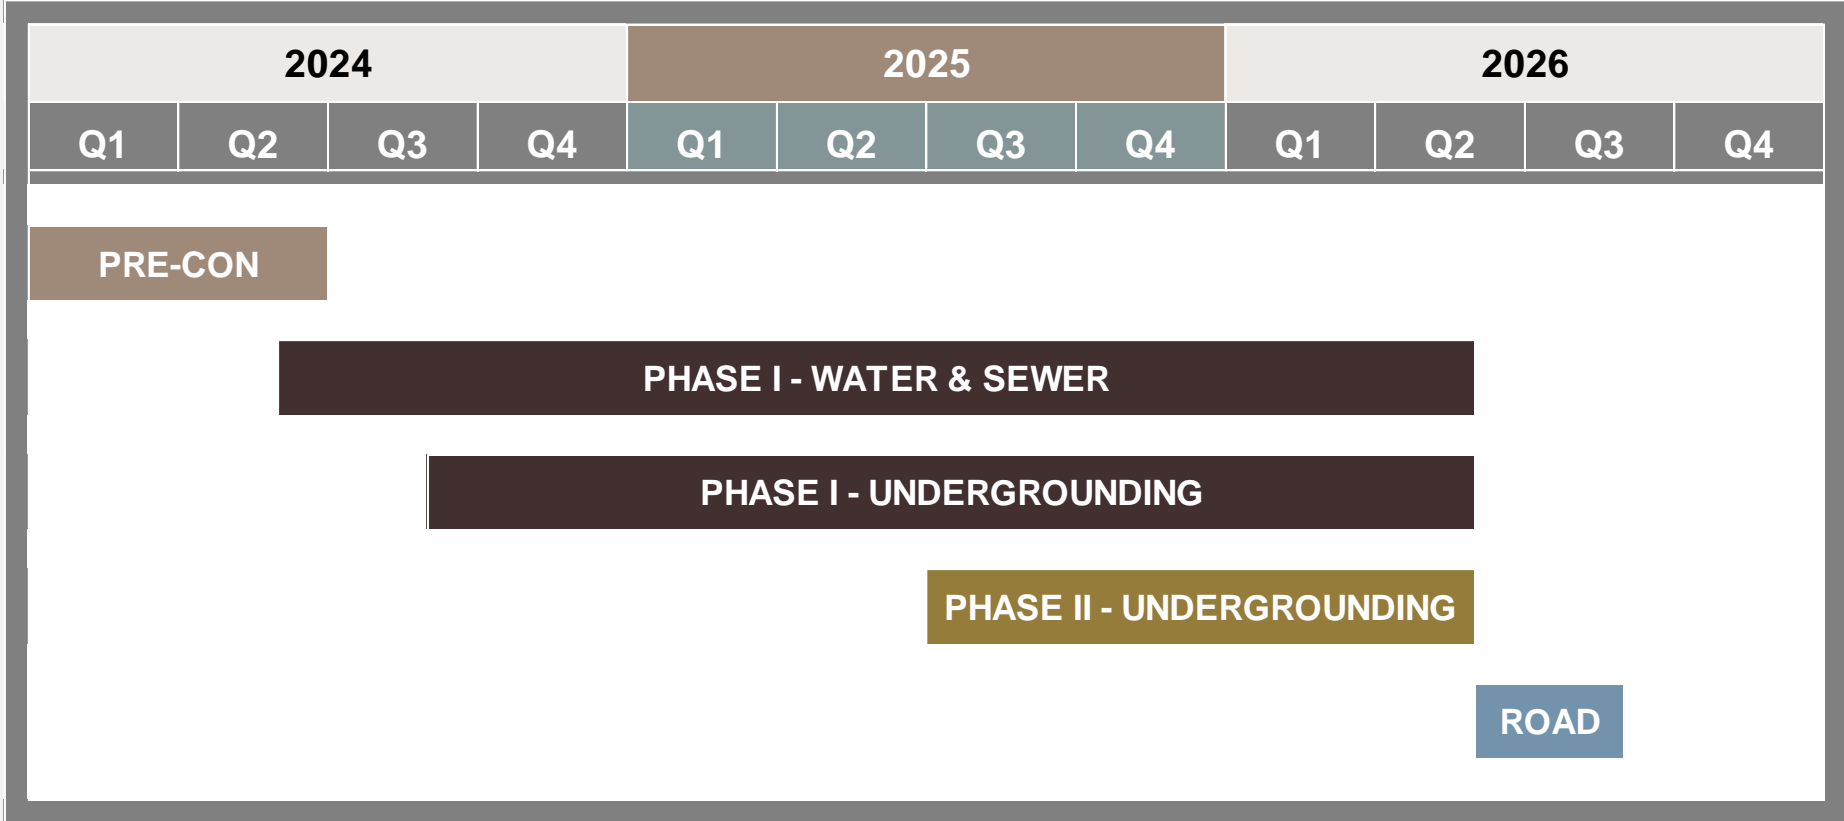 2024 2025 2026
Q1 Q2 Q3 Q4 Q1 Q2 Q3 Q4 Q1 Q2 Q3 Q4
PRE-CON
PHASE I - WATER & SEWER
PHASE I - UNDERGROUNDING
PHASE II - UNDERGROUNDING
ROAD